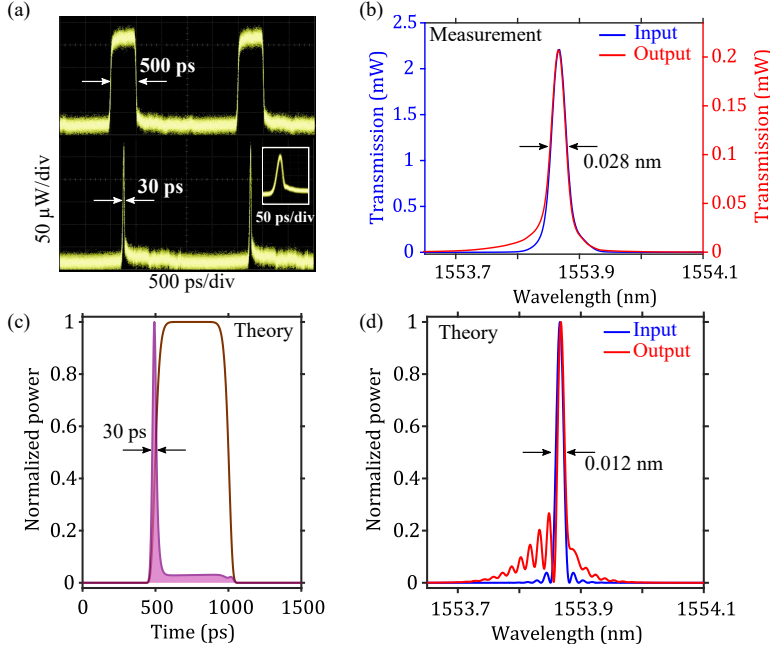 (a)
500 ps
30 ps
50 ps/div
50 µW/div
500 ps/div
(b)
Measurement
Input
Output
Transmission (mW)
2.5
2
1.5
1
0.5
0
0.2
0.15
0.1
0.05
0
Transmission (mW)
0.028 nm
1553.7
1553.9
1554.1
Wavelength (nm)
(c)
Theory
Normalized power
1
0.8
0.6
0.4
0.2
0
30 ps
0
500
1000
1500
Time (ps)
(d)
Theory
Input
Output
Normalized power
1
0.8
0.6
0.4
0.2
0
0.012 nm
1553.7
1553.9
1554.1
Wavelength (nm)